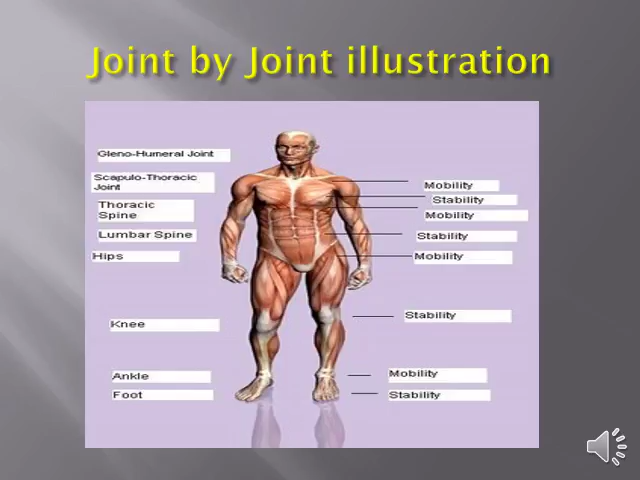 Joint by Joint illustration
Gleno-Humeral Joint
Scapulo-Thoracic
Joint
Mobility
Stability
Thoracic
Spine
Mobility
Lumbar Spine
Stability
Hips
Mobility
Knee
Stability
Ankle
Mobility
Foot
Stability